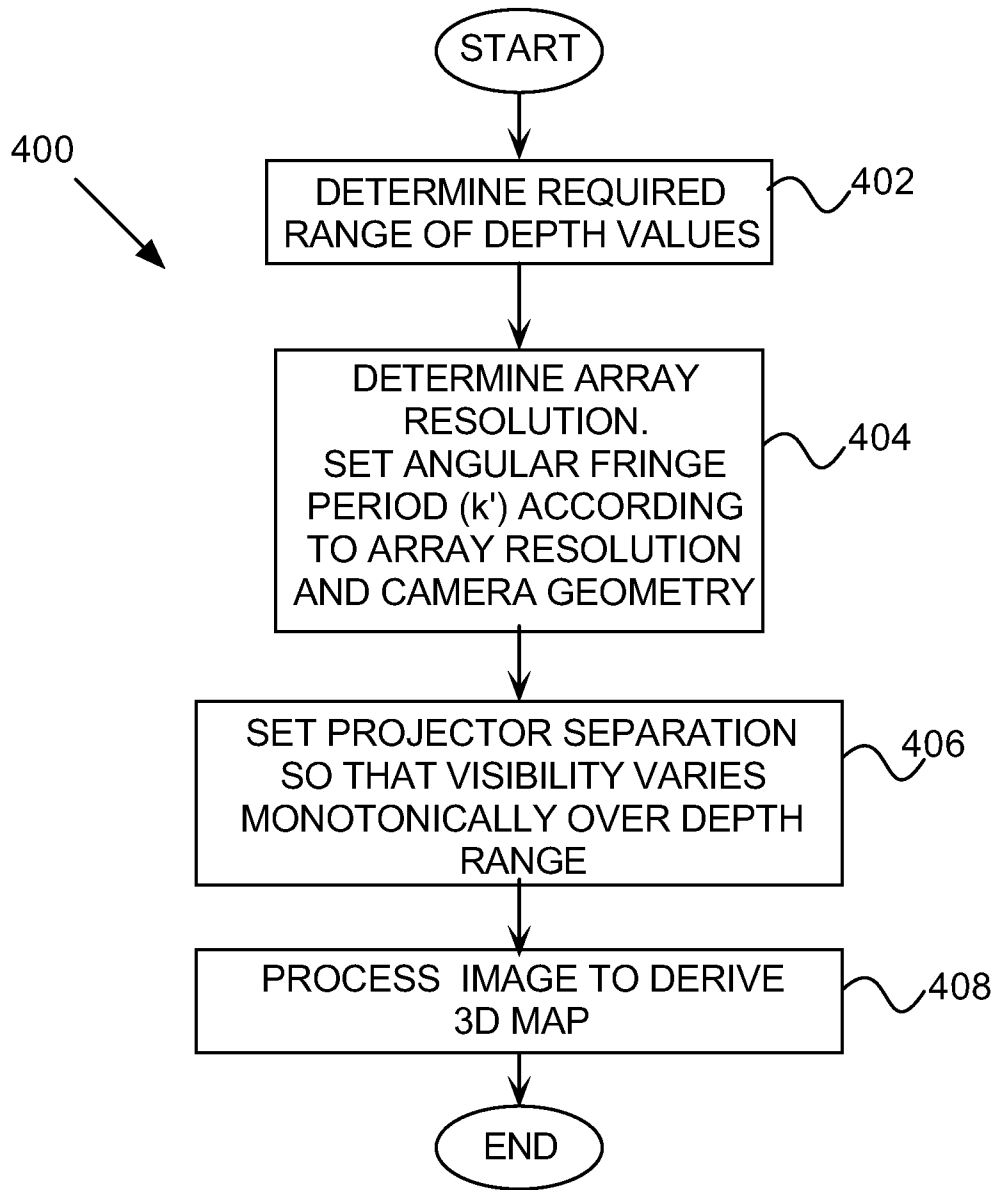 START
400
DETERMINE REQUIRED
RANGE OF DEPTH VALUES
402
DETERMINE ARRAY
RESOLUTION.
SET ANGULAR FRINGE
PERIOD (k') ACCORDING
TO ARRAY RESOLUTION
AND CAMERA GEOMETRY
404
SET PROJECTOR SEPARATION
SO THAT VISIBILITY VARIES
MONOTONICALLY OVER DEPTH
RANGE
406
PROCESS IMAGE TO DERIVE
3D MAP
408
END